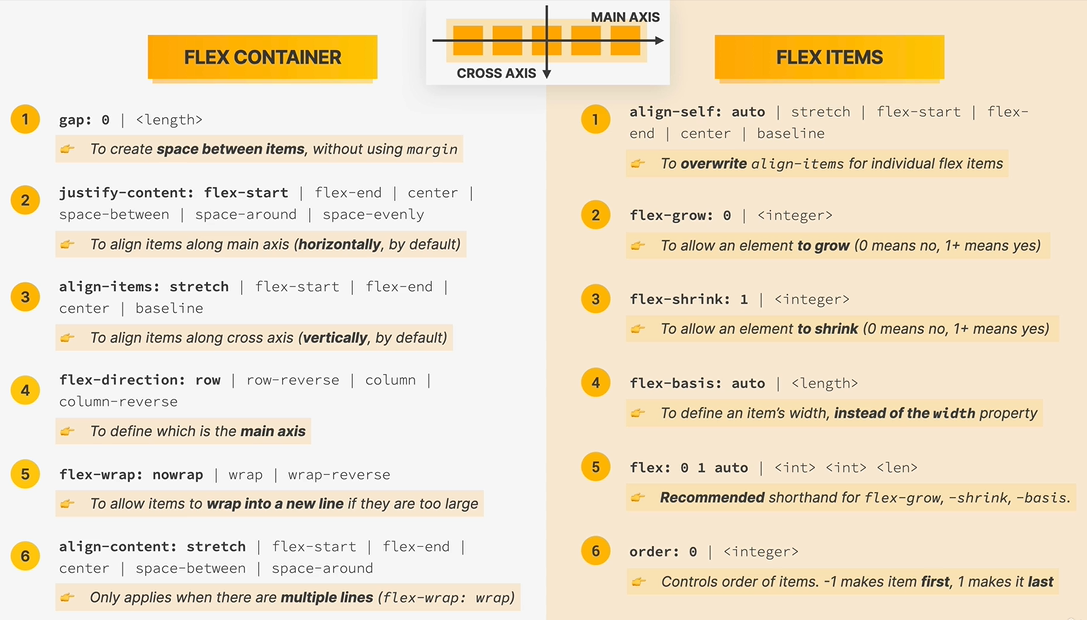 MAIN AXIS
CROSS AXIS
FLEX CONTAINER
1
gap: 0 | <length>
To create space between items, without using margin
2
justify-content: flex-start | flex-end | center |
space-between | space-around | space-evenly
To align items along main axis (horizontally, by default)
3
align-items: stretch | flex-start | flex-end |
center | baseline
To align items along cross axis (vertically, by default)
4
flex-direction: row | row-reverse | column |
column-reverse
To define which is the main axis
5
flex-wrap: nowrap | wrap | wrap-reverse
To allow items to wrap into a new line if they are too large
6
align-content: stretch | flex-start | flex-end |
center | space-between | space-around
Only applies when there are multiple lines (flex-wrap: wrap)
FLEX ITEMS
1
align-self: auto | stretch | flex-start | flex-
end | center | baseline
To overwrite align-items for individual flex items
2
flex-grow: 0 | <integer>
To allow an element to grow (0 means no, 1+ means yes)
3
flex-shrink: 1 | <integer>
To allow an element to shrink (0 means no, 1+ means yes)
4
flex-basis: auto | <length>
To define an item’s width, instead of the width property
5
flex: 0 1 auto | <int> <int> <len>
Recommended shorthand for flex-grow, -shrink, -basis.
6
order: 0 | <integer>
Controls order of items. -1 makes item first, 1 makes it last